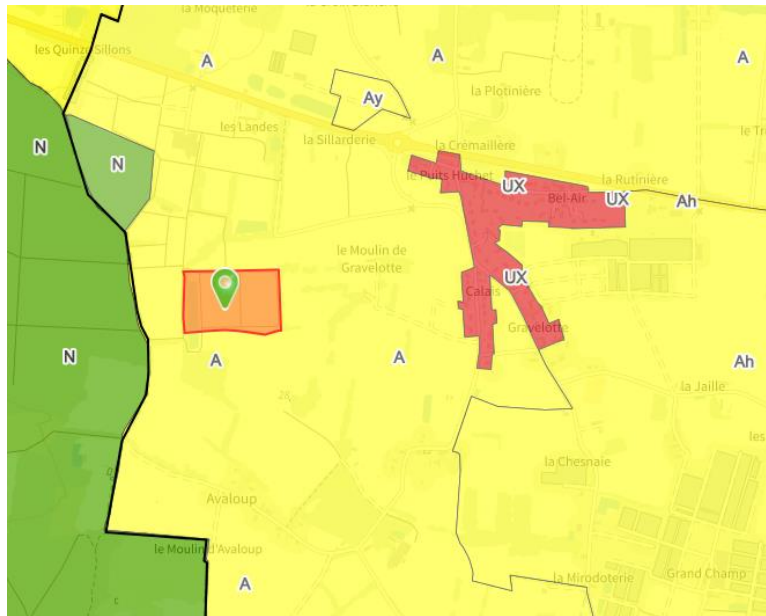 la Moqueterie
les Quinze Sillons
A
A
A
Ay
la Plotinière
les Landes
la Sillarderie
la Crémaillère
N
N
le Puits Huchet
UX
la Rutinière
Bel-Air
UX
Ah
le Moulin de
Gravelotte
UX
Calais
Gravelotte
N
A
A
Ah
la Jaille
28
les
la Chesnaie
Avaloup
le Moulin d'Avaloup
A
la Mirodoterie
Grand Champ